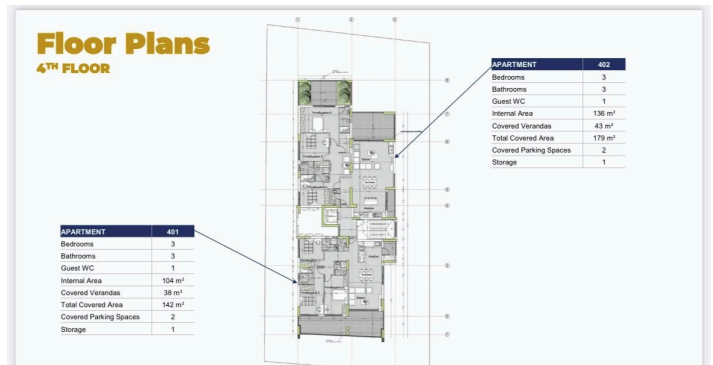 Floor Plans
4TH FLOOR
APARTMENT 402
Bedrooms 3
Bathrooms 3
Guest WC 1
Internal Area 136 m²
Covered Verandas 43 m²
Total Covered Area 179 m²
Covered Parking Spaces 2
Storage 1
APARTMENT 401
Bedrooms 3
Bathrooms 3
Guest WC 1
Internal Area 104 m²
Covered Verandas 38 m²
Total Covered Area 142 m²
Covered Parking Spaces 2
Storage 1